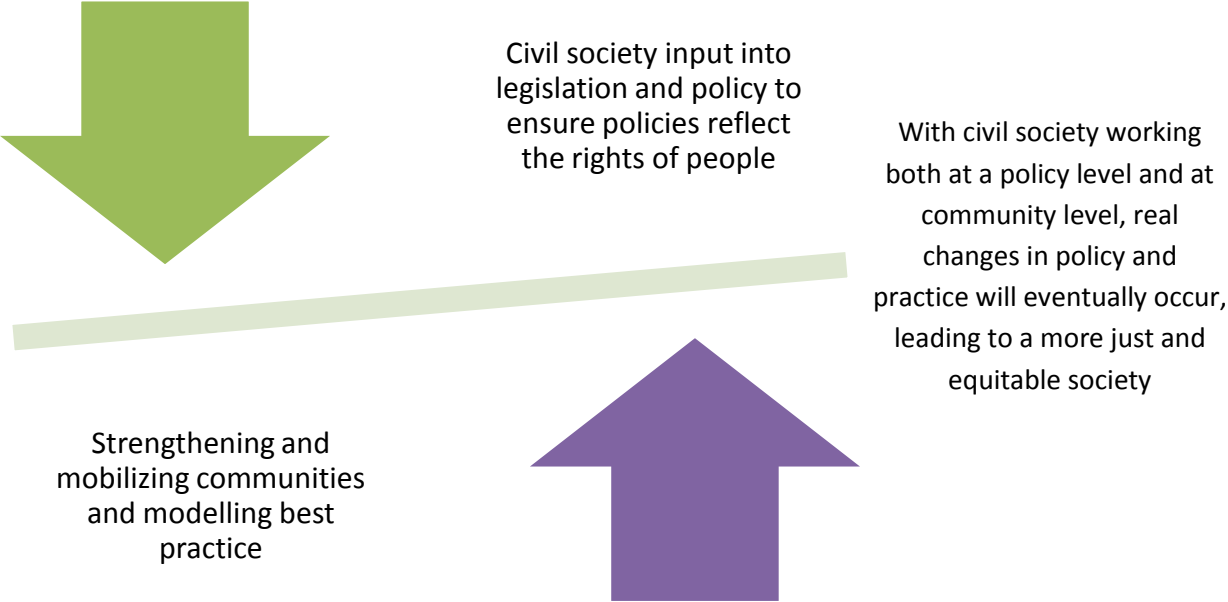 Civil society input into
legislation and policy to
ensure policies reflect
the rights of people
With civil society working
both at a policy level and at
community level, real
changes in policy and
practice will eventually occur,
leading to a more just and
equitable society
Strengthening and
mobilizing communities
and modelling best
practice